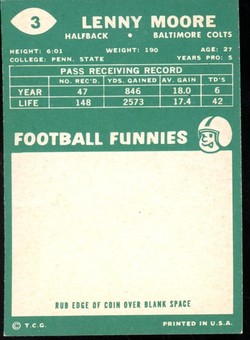 3 LENNY MOORE
HALFBACK • BALTIMORE COLTS
HEIGHT: 6:01 WEIGHT: 190 AGE: 27
COLLEGE: PENN. STATE YEARS PRO: 5
PASS RECEIVING RECORD
NO. REC'D. YDS. GAINED AV. GAIN TD'S
YEAR 47 846 18.0 6
LIFE 148 2573 17.4 42
FOOTBALL FUNNIES
RUB EDGE OF COIN OVER BLANK SPACE
© T.C.G. PRINTED IN U.S.A.